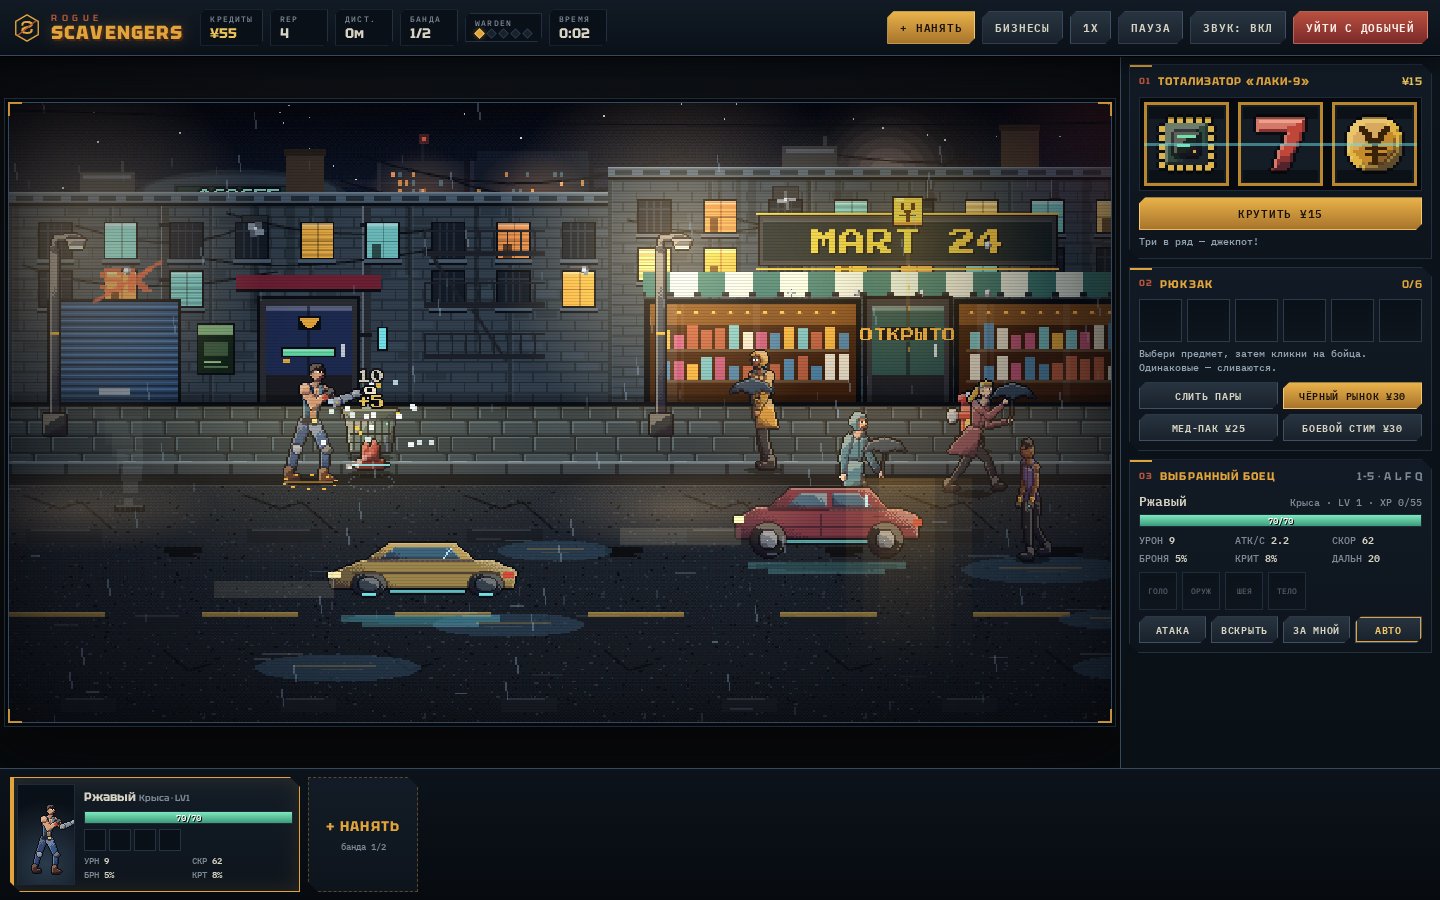 ROGUE
SCAVENGERS
КРЕДИТЫ
¥55
REP
4
ДИСТ.
0м
БАНДА
1/2
WARDEN
ВРЕМЯ
0:02
+ НАНЯТЬ
БИЗНЕСЫ
1X
ПАУЗА
ЗВУК: ВКЛ
УЙТИ С ДОБЫЧЕЙ
MART 24
ОТКРЫТО
10
+5
01 ТОТАЛИЗАТОР «ЛАКИ-9» ¥15
7
КРУТИТЬ ¥15
Три в ряд — джекпот!
02 РЮКЗАК 0/6
Выбери предмет, затем кликни на бойца.
Одинаковые — сливаются.
СЛИТЬ ПАРЫ
ЧЁРНЫЙ РЫНОК ¥30
МЕД-ПАК ¥25
БОЕВОЙ СТИМ ¥30
03 ВЫБРАННЫЙ БОЕЦ 1-5 · A L F Q
Ржавый Крыса · LV 1 · XP 0/55
70/70
УРОН 9 АТК/С 2.2 СКОР 62
БРОНЯ 5% КРИТ 8% ДАЛЬН 20
ГОЛО ОРУЖ ШЕЯ ТЕЛО
АТАКА
ВСКРЫТЬ
ЗА МНОЙ
АВТО
Ржавый Крыса · LV1
70/70
УРН 9 СКР 62
БРН 5% КРТ 8%
+ НАНЯТЬ
банда 1/2